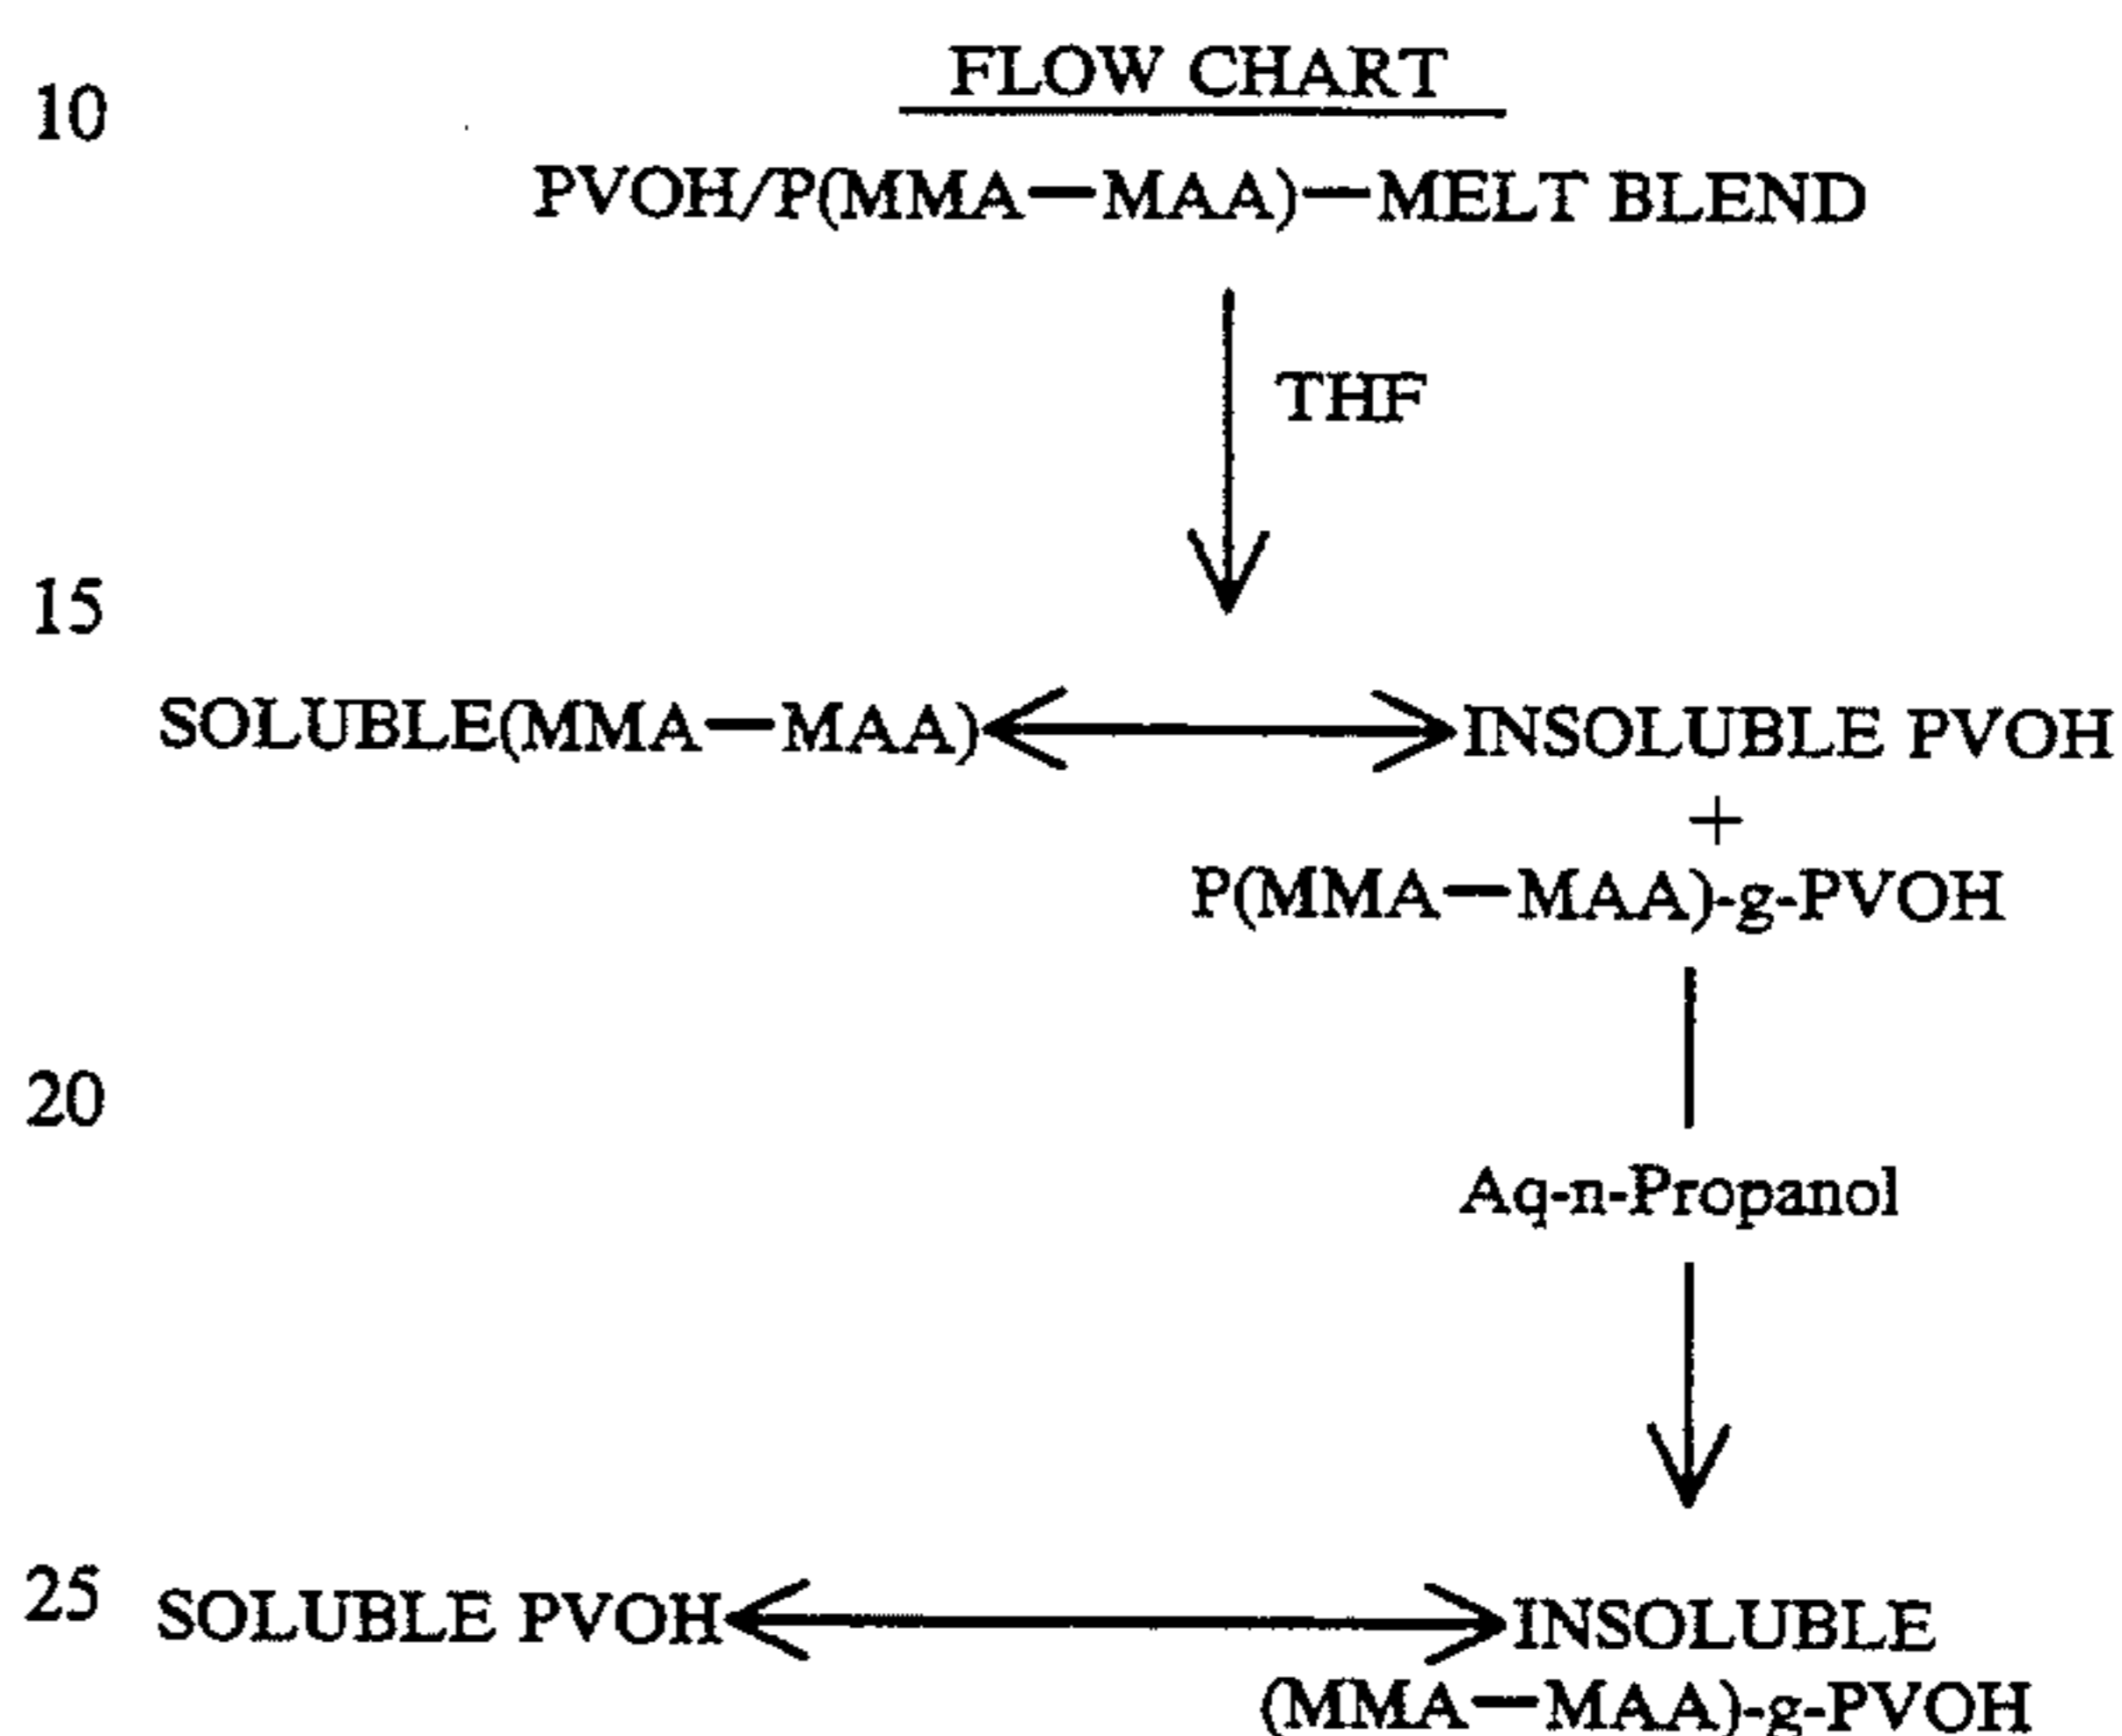 FLOW CHART
10
PVOH/P(MMA—MAA)—MELT BLEND
THF
15
SOLUBLE(MMA—MAA) INSOLUBLE PVOH
+
P(MMA—MAA)-g-PVOH
20
Aq-n-Propanol
25 SOLUBLE PVOH INSOLUBLE
(MMA—MAA)-g-PVOH